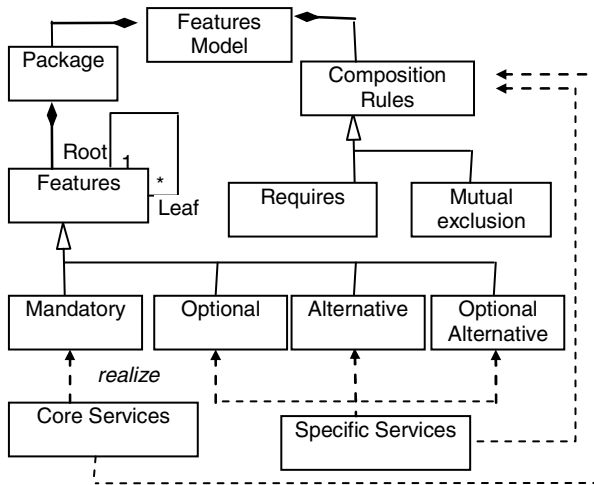 Features
Model
Package
Composition
Rules
Root
1
Features
*
Leaf
Requires
Mutual
exclusion
Mandatory
Optional
Alternative
Optional
Alternative
realize
Core Services
Specific Services